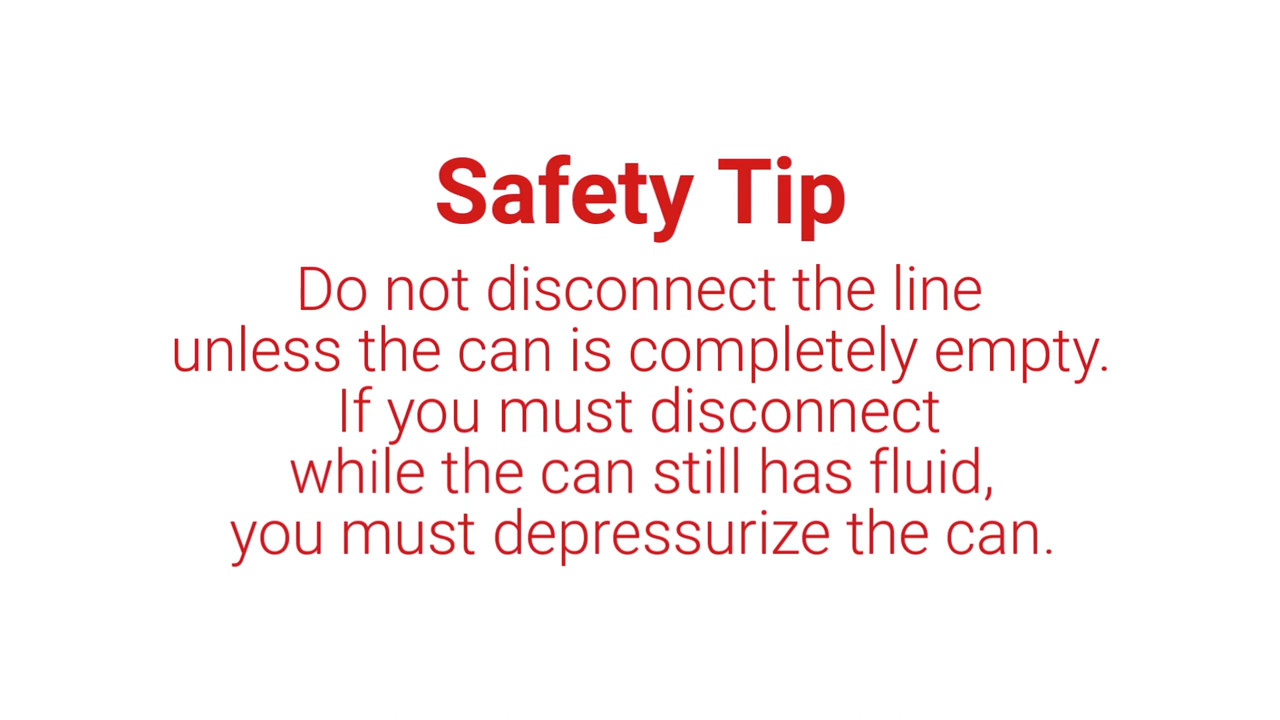 Safety Tip
Do not disconnect the line
unless the can is completely empty.
If you must disconnect
while the can still has fluid,
you must depressurize the can.